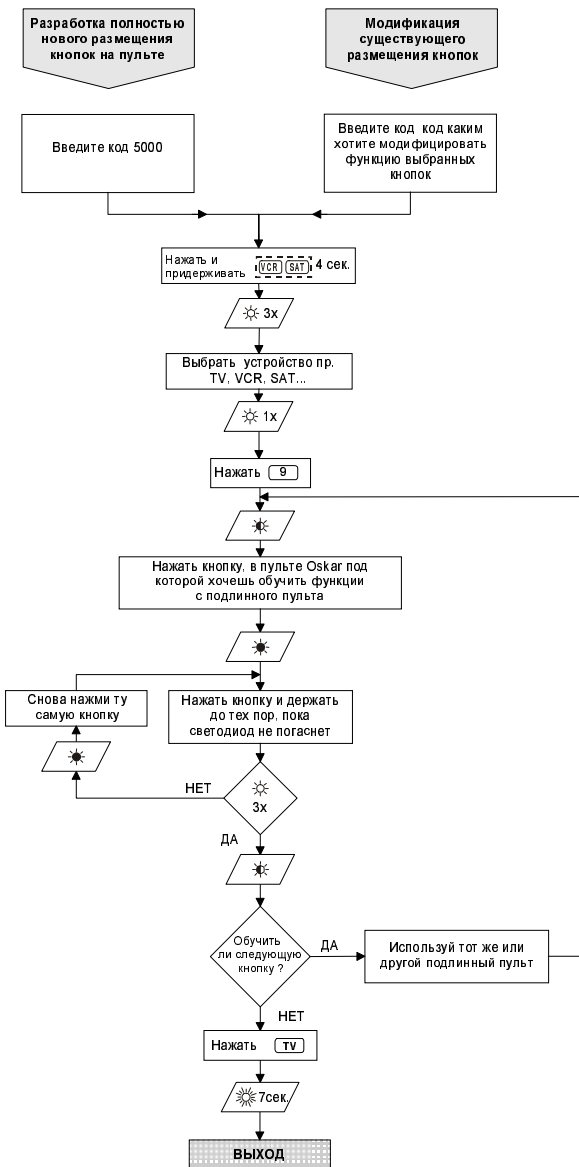 Разработка полностью
нового размещения
кнопок на пульте
Модификация
существующего
размещения кнопок
Введите код 5000
Введите код код каким
хотите модифицировать
функцию выбранных
кнопок
Нажать и
придерживать
VCR SAT 4 сек.
3x
Выбрать устройство пр.
TV, VCR, SAT...
1x
Нажать 9
Нажать кнопку, в пульте Oskar под
которой хочешь обучить функции
с подлинного пульта
Снова нажми ту
самую кнопку
Нажать кнопку и держать
до тех пор, пока
светодиод не погаснет
НЕТ
3x
ДА
Обучить
ли следующую
кнопку ?
ДА
Используй тот же или
другой подлинный пульт
НЕТ
Нажать TV
7сек.
ВЫХОД